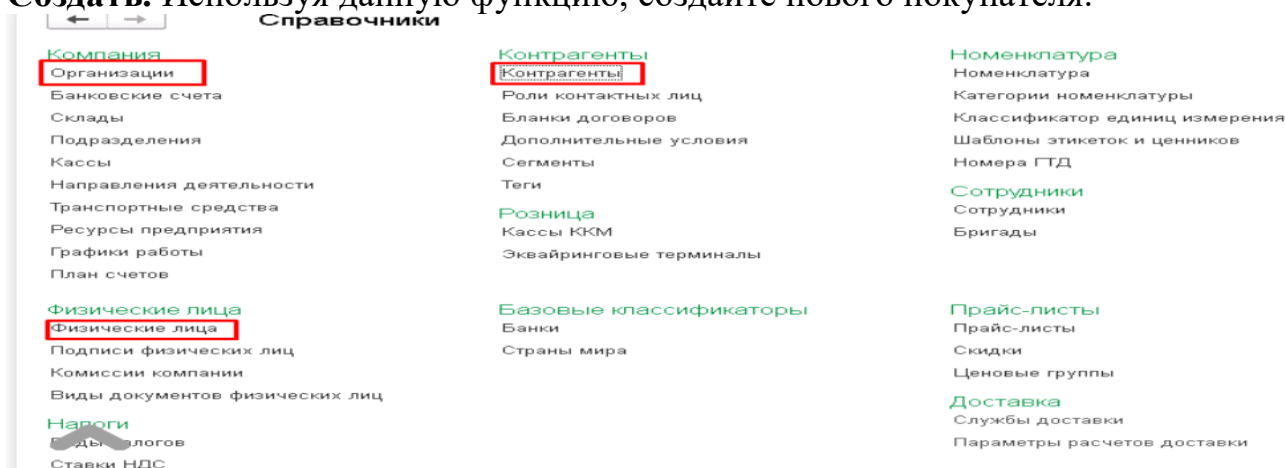 Создать. Используя данную функцию, создайте нового покупателя.
Справочники
Компания
Организации
Банковские счета
Склады
Подразделения
Кассы
Направления деятельности
Транспортные средства
Ресурсы предприятия
Графики работы
План счетов
Контрагенты
Контрагенты
Роли контактных лиц
Бланки договоров
Дополнительные условия
Сегменты
Теги
Розница
Кассы ККМ
Эквайринговые терминалы
Номенклатура
Номенклатура
Категории номенклатуры
Классификатор единиц измерения
Шаблоны этикеток и ценников
Номера ГТД
Сотрудники
Сотрудники
Бригады
Физические лица
Физические лица
Подписи физических лиц
Комиссии компании
Виды документов физических лиц
Налоги
Виды налогов
Ставки НДС
Базовые классификаторы
Банки
Страны мира
Прайс-листы
Прайс-листы
Скидки
Ценовые группы
Доставка
Службы доставки
Параметры расчетов доставки